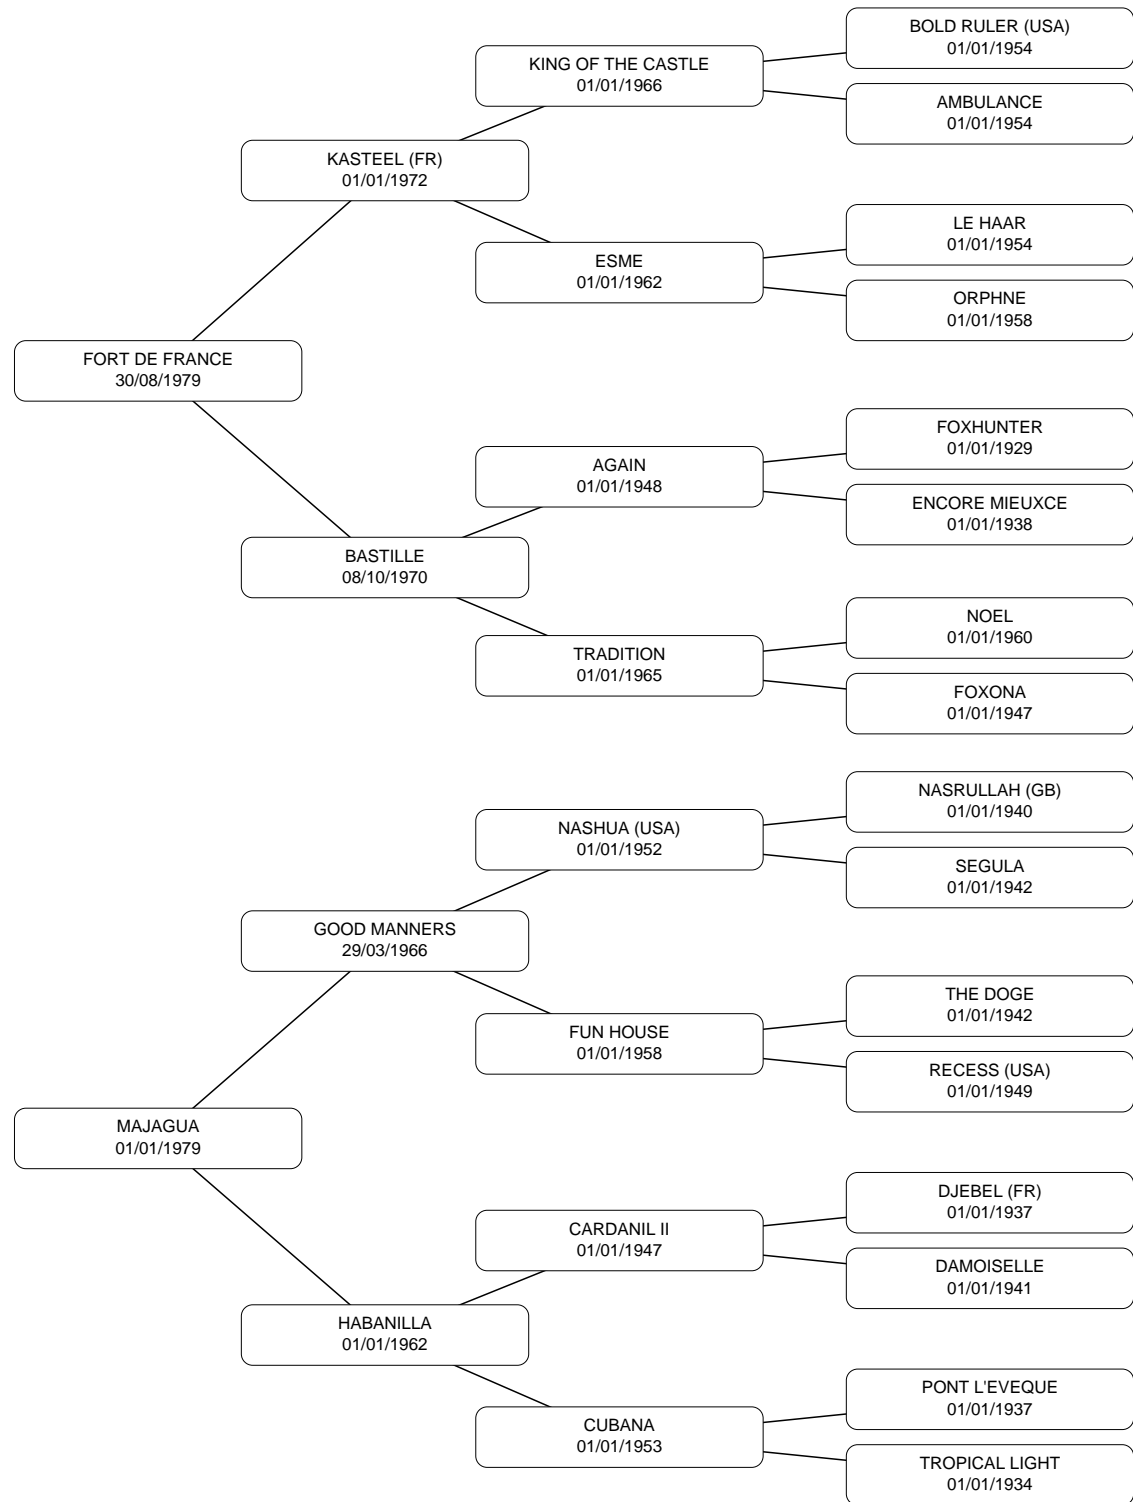 BOLD RULER (USA)
01/01/1954
KING OF THE CASTLE
01/01/1966
AMBULANCE
01/01/1954
KASTEEL (FR)
01/01/1972
LE HAAR
01/01/1954
ESME
01/01/1962
ORPHNE
01/01/1958
FORT DE FRANCE
30/08/1979
FOXHUNTER
01/01/1929
AGAIN
01/01/1948
ENCORE MIEUXCE
01/01/1938
BASTILLE
08/10/1970
NOEL
01/01/1960
TRADITION
01/01/1965
FOXONA
01/01/1947
NASRULLAH (GB)
01/01/1940
NASHUA (USA)
01/01/1952
SEGULA
01/01/1942
GOOD MANNERS
29/03/1966
THE DOGE
01/01/1942
FUN HOUSE
01/01/1958
RECESS (USA)
01/01/1949
MAJAGUA
01/01/1979
DJEBEL (FR)
01/01/1937
CARDANIL II
01/01/1947
DAMOISELLE
01/01/1941
HABANILLA
01/01/1962
PONT L'EVEQUE
01/01/1937
CUBANA
01/01/1953
TROPICAL LIGHT
01/01/1934